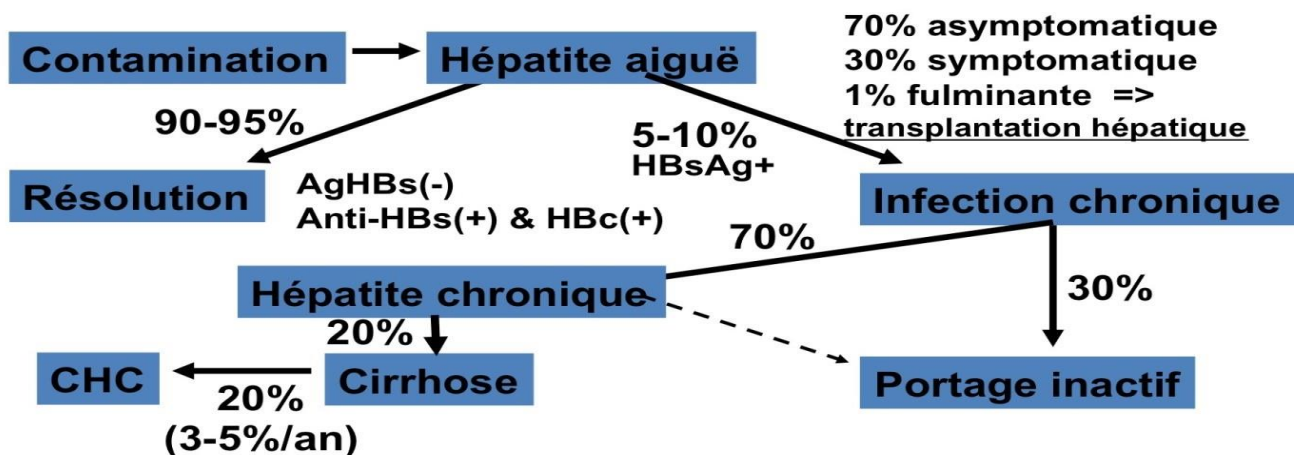 Contamination
Hépatite aiguë
70% asymptomatique
30% symptomatique
1% fulminante =>
transplantation hépatique
90-95%
5-10%
HBsAg+
Résolution
AgHBs(-)
Anti-HBs(+) & HBc(+)
Infection chronique
70%
30%
Hépatite chronique
20%
CHC
Cirrhose
Portage inactif
20%
(3-5%/an)